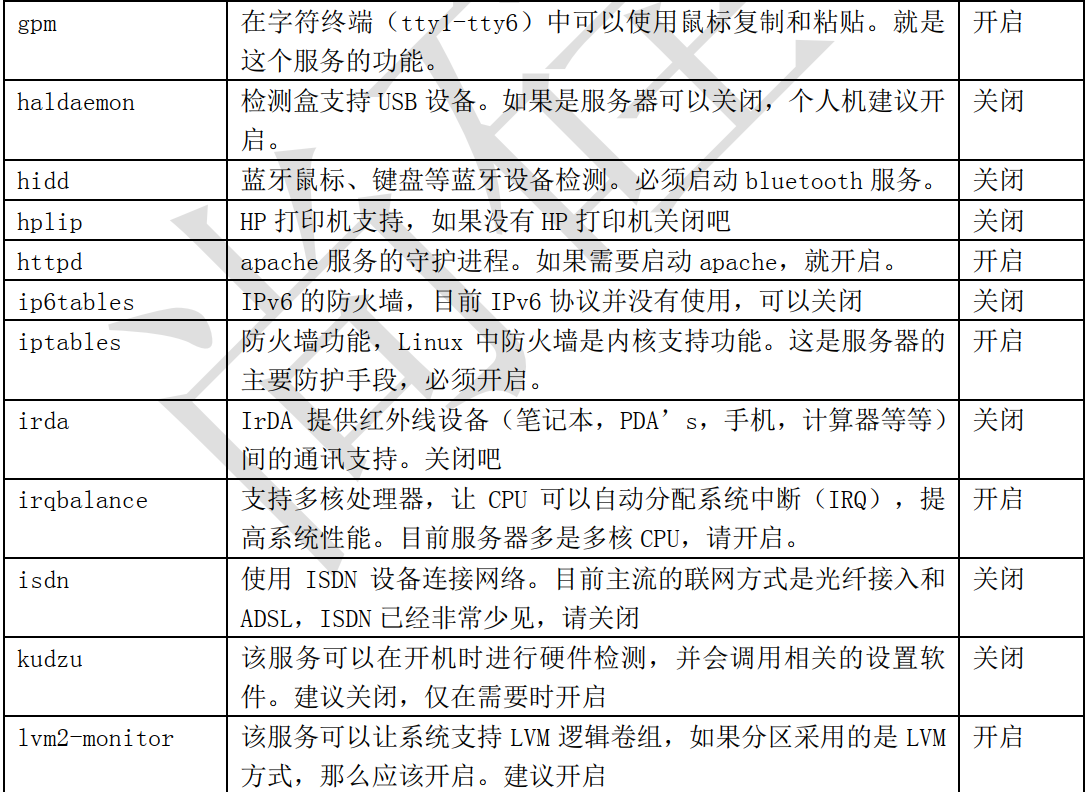 gpm 在字符终端（tty1-tty6）中可以使用鼠标复制和粘贴。就是 开启
这个服务的功能。
haldaemon 检测盒支持 USB 设备。如果是服务器可以关闭，个人机建议开 关闭
启。
hidd 蓝牙鼠标、键盘等蓝牙设备检测。必须启动 bluetooth 服务。 关闭
hplip HP 打印机支持，如果没有 HP 打印机关闭吧 关闭
httpd apache 服务的守护进程。如果需要启动 apache，就开启。 开启
ip6tables IPv6 的防火墙，目前 IPv6 协议并没有使用，可以关闭 关闭
iptables 防火墙功能，Linux 中防火墙是内核支持功能。这是服务器的 开启
主要防护手段，必须开启。
irda IrDA 提供红外线设备（笔记本，PDA’s，手机，计算器等等） 关闭
间的通讯支持。关闭吧
irqbalance 支持多核处理器，让 CPU 可以自动分配系统中断（IRQ），提 开启
高系统性能。目前服务器多是多核 CPU，请开启。
isdn 使用 ISDN 设备连接网络。目前主流的联网方式是光纤接入和 关闭
ADSL，ISDN 已经非常少见，请关闭
kudzu 该服务可以在开机时进行硬件检测，并会调用相关的设置软 关闭
件。建议关闭，仅在需要时开启
lvm2-monitor 该服务可以让系统支持 LVM 逻辑卷组，如果分区采用的是 LVM 开启
方式，那么应该开启。建议开启